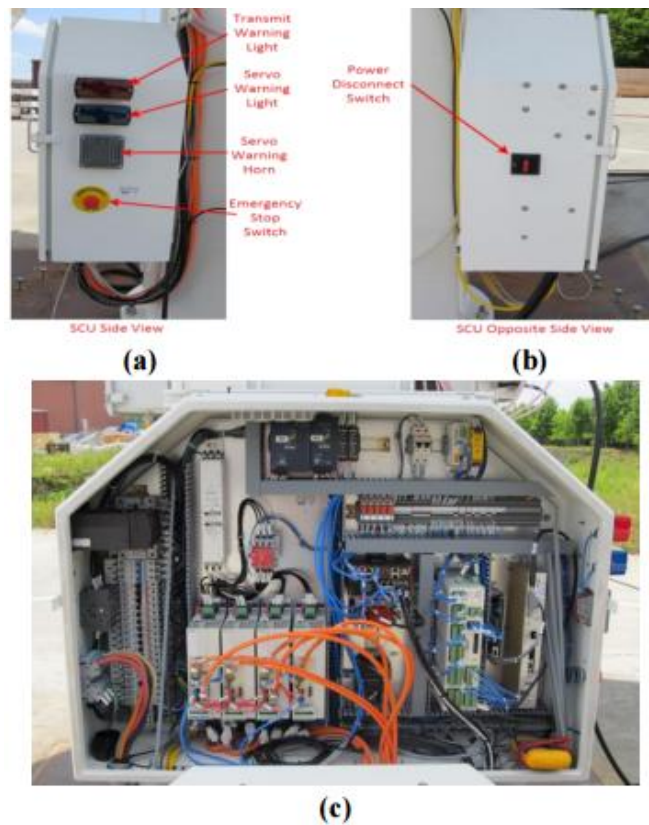 Transmit
Warning
Light
Servo
Warning
Light
Servo
Warning
Horn
Emergency
Stop
Switch
SCU Side View
(a)
Power
Disconnect
Switch
SCU Opposite Side View
(b)
(c)